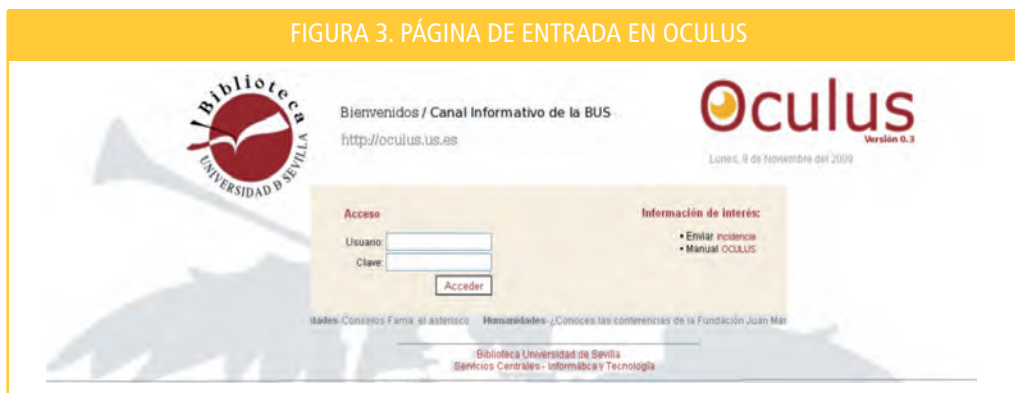 FIGURA 3. PÁGINA DE ENTRADA EN OCULUS
Biblioteca
UNIVERSIDAD D SEVILLA
Bienvenidos / Canal Informativo de la BUS
http://oculus.us.es
Oculus
Versión 0.3
Lunes, 9 de Noviembre del 2009
Acceso
Usuario:
Clave:
Acceder
Información de interés:
• Enviar incidencia
• Manual OCULUS
idades-Consejos Fama: el asterisco Humanidades-¿Conoces las conferencias de la Fundación Juan Mar
Biblioteca Universidad de Sevilla
Servicios Centrales - Informática y Tecnología